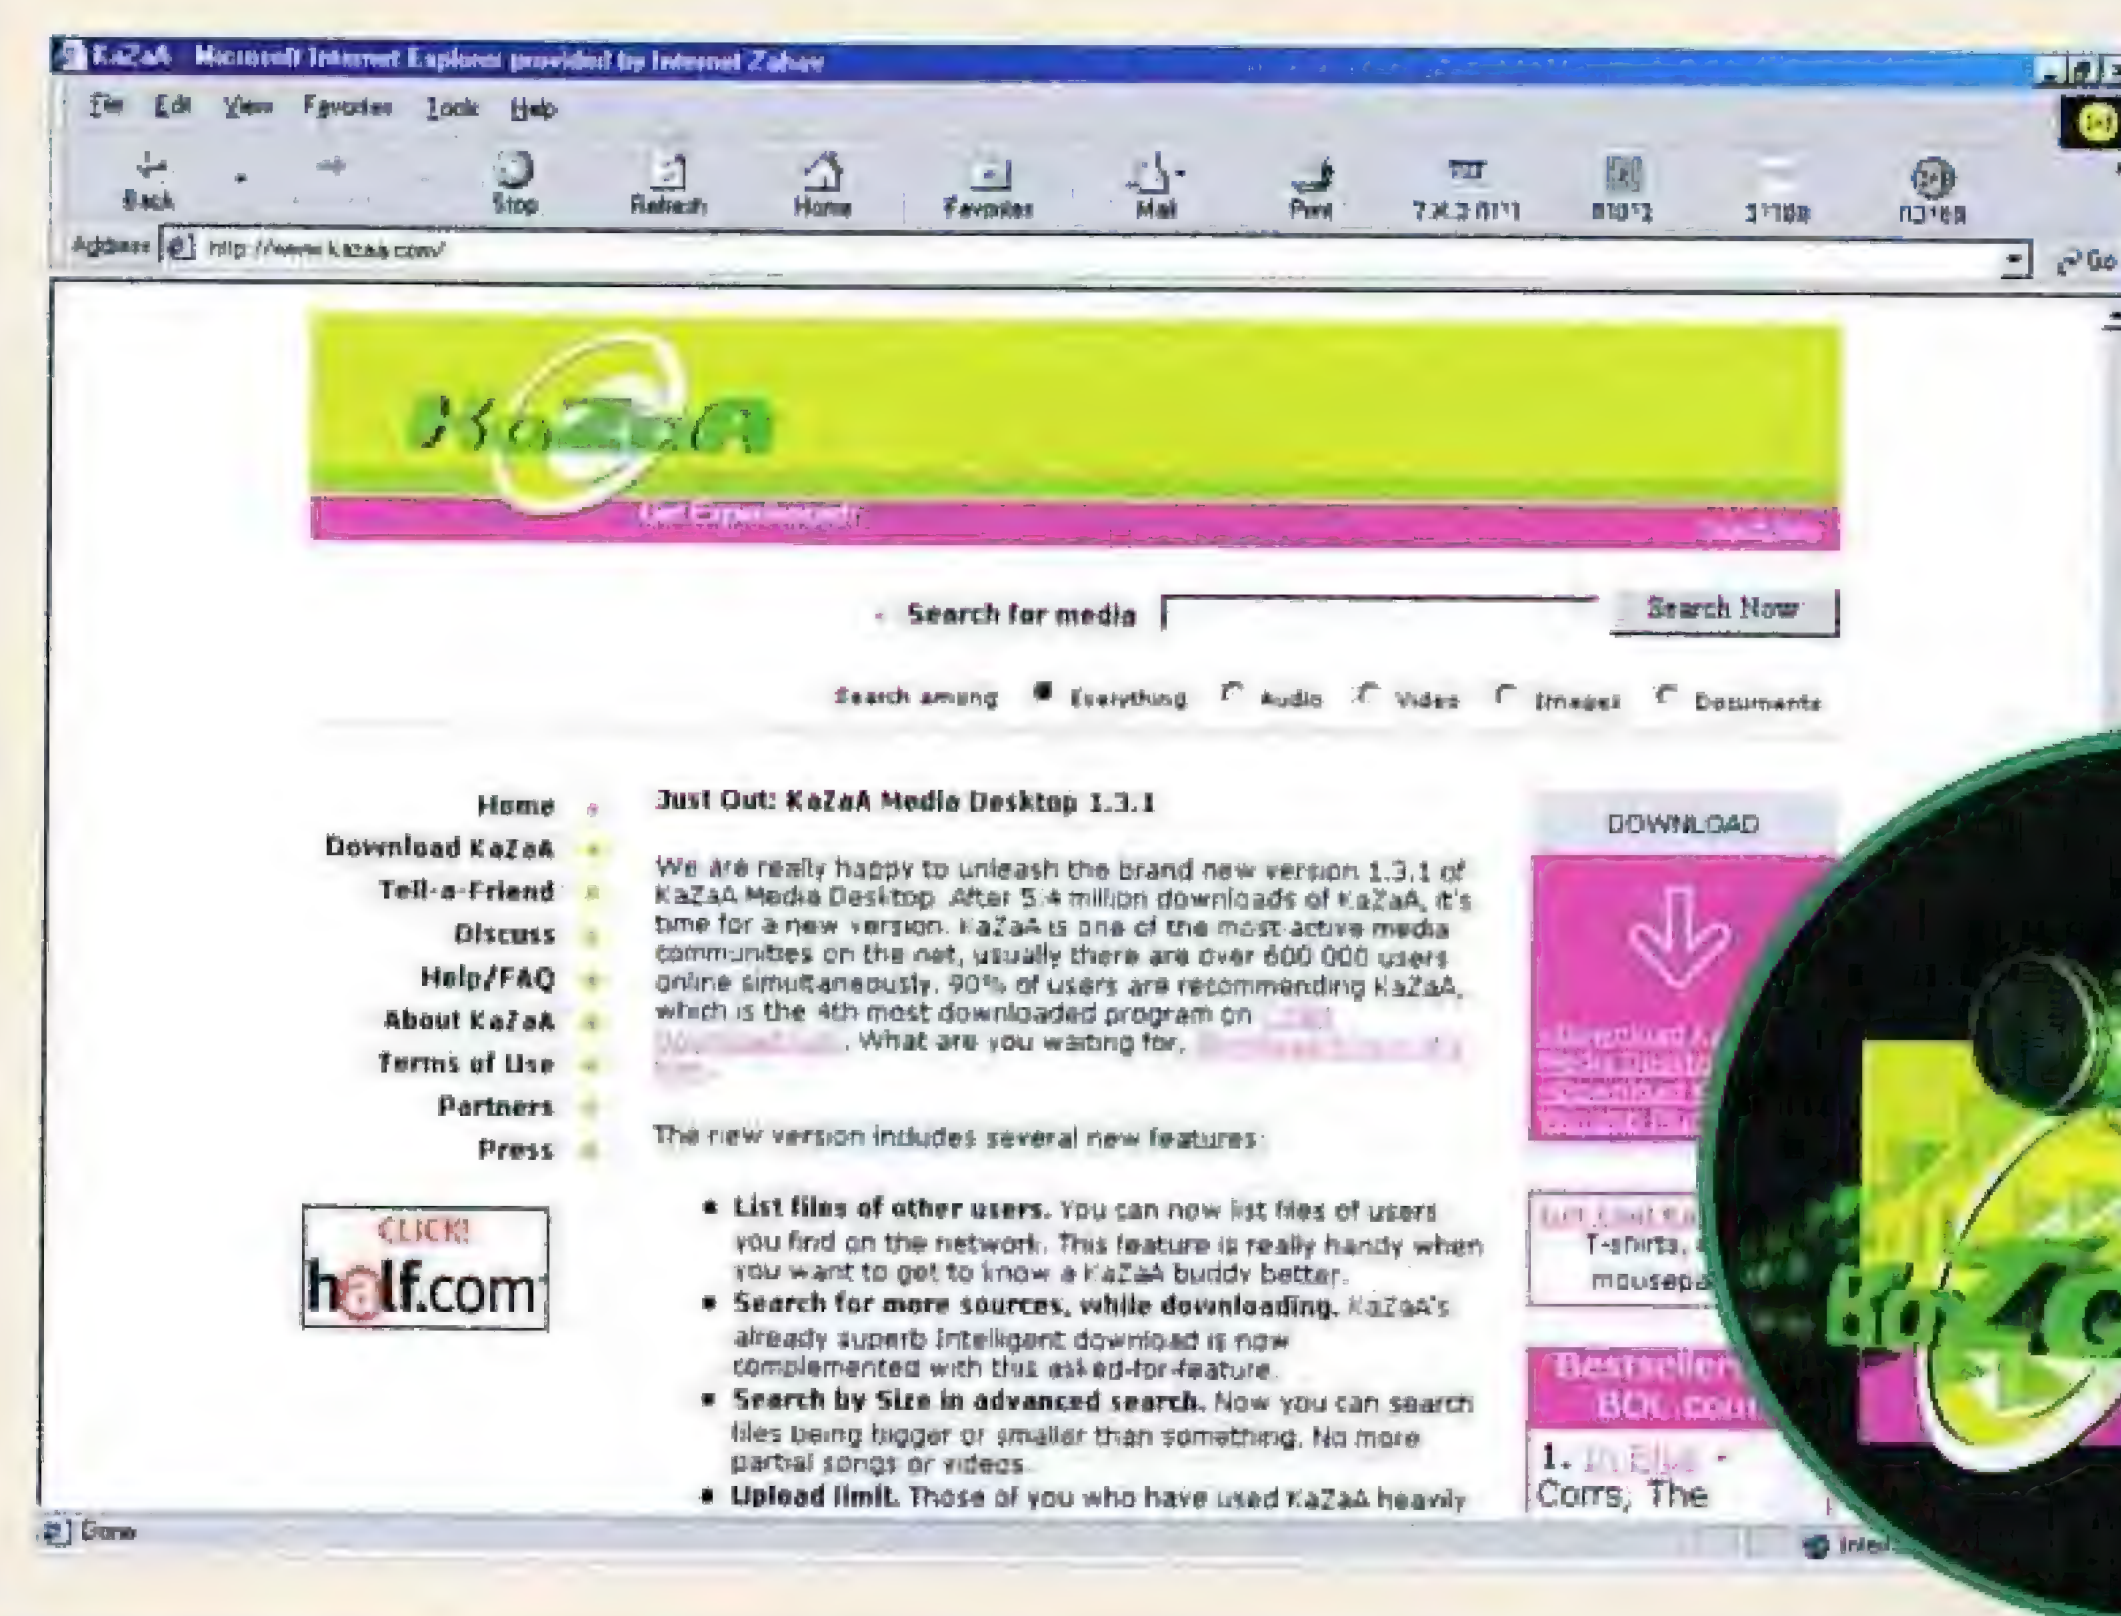 KaZaA - Microsoft Internet Explorer provided by Internet Zahav
File Edit View Favorites Tools Help
Back Stop Refresh Home Favorites Mail Print
Address http://www.kazaa.com/ Go
KaZaA
Get Experienced!
Search for media Search Now
Search among Everything Audio Video Images Documents
Home
Download KaZaA
Tell-a-Friend
Discuss
Help/FAQ
About KaZaA
Terms of Use
Partners
Press
CLICK!
half.com
Just Out: KaZaA Media Desktop 1.3.1
We are really happy to unleash the brand new version 1.3.1 of
KaZaA Media Desktop. After 5.4 million downloads of KaZaA, it's
time for a new version. KaZaA is one of the most active media
communities on the net, usually there are over 600 000 users
online simultaneously. 90% of users are recommending KaZaA,
which is the 4th most downloaded program on
. What are you waiting for,
The new version includes several new features:
• List files of other users. You can now list files of users
you find on the network. This feature is really handy when
you want to get to know a KaZaA buddy better.
• Search for more sources, while downloading. KaZaA's
already superb Intelligent download is now
complemented with this asked-for-feature.
• Search by Size in advanced search. Now you can search
files being bigger or smaller than something. No more
partial songs or videos.
• Upload limit. Those of you who have used KaZaA heavily
DOWNLOAD
T-shirts,
mousepa
Bestseller
BOL
1. In Blue -
Corrs, The
Done